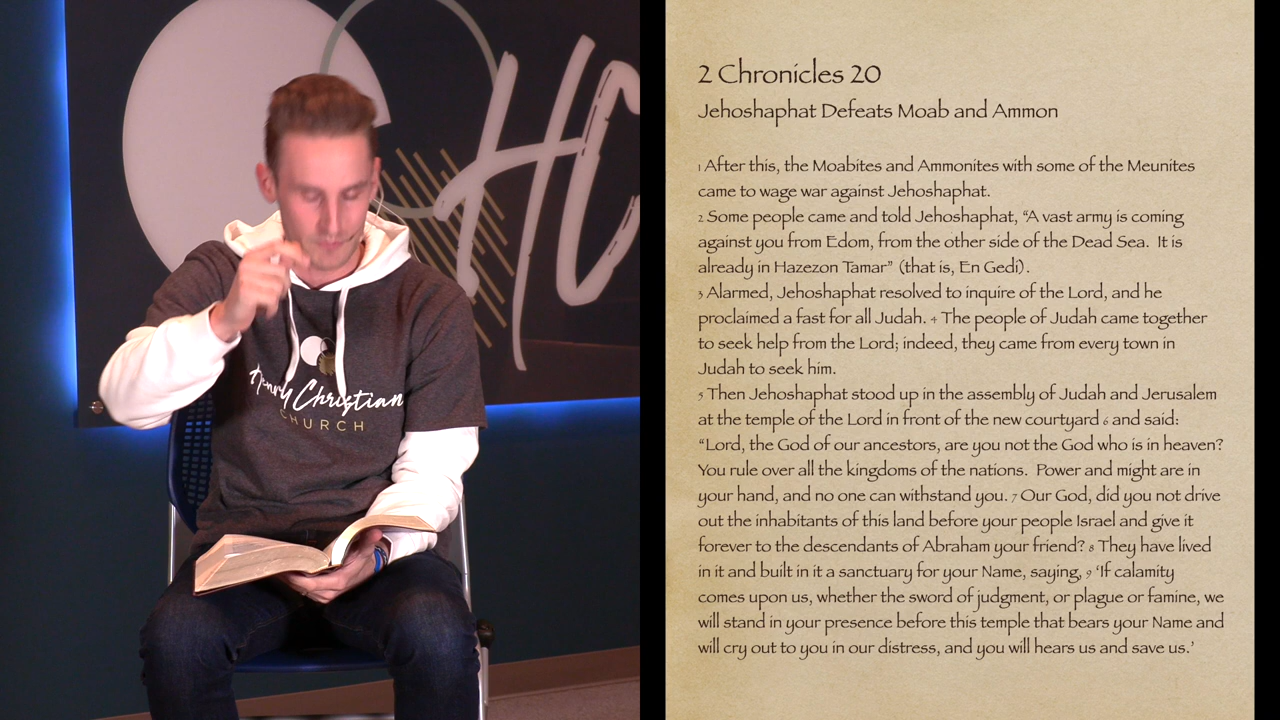 HC
Henry Christian
CHURCH
2 Chronicles 20
Jehoshaphat Defeats Moab and Ammon
1 After this, the Moabites and Ammonites with some of the Meunites
came to wage war against Jehoshaphat.
2 Some people came and told Jehoshaphat, “A vast army is coming
against you from Edom, from the other side of the Dead Sea. It is
already in Hazezon Tamar” (that is, En Gedi).
3 Alarmed, Jehoshaphat resolved to inquire of the Lord, and he
proclaimed a fast for all Judah. 4 The people of Judah came together
to seek help from the Lord; indeed, they came from every town in
Judah to seek him.
5 Then Jehoshaphat stood up in the assembly of Judah and Jerusalem
at the temple of the Lord in front of the new courtyard 6 and said:
“Lord, the God of our ancestors, are you not the God who is in heaven?
You rule over all the kingdoms of the nations. Power and might are in
your hand, and no one can withstand you. 7 Our God, did you not drive
out the inhabitants of this land before your people Israel and give it
forever to the descendants of Abraham your friend? 8 They have lived
in it and built in it a sanctuary for your Name, saying, 9 ‘If calamity
comes upon us, whether the sword of judgment, or plague or famine, we
will stand in your presence before this temple that bears your Name and
will cry out to you in our distress, and you will hears us and save us.’